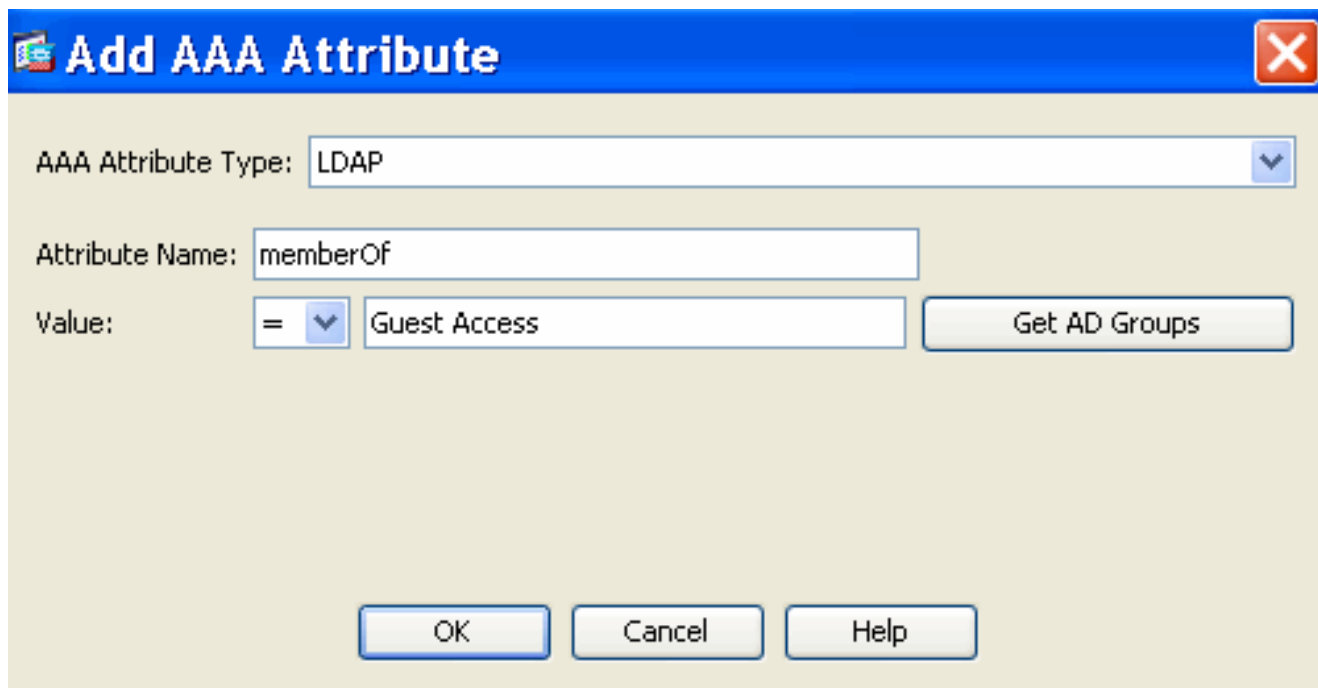 Add AAA Attribute
AAA Attribute Type: LDAP
Attribute Name: memberOf
Value: = Guest Access Get AD Groups
OK Cancel Help